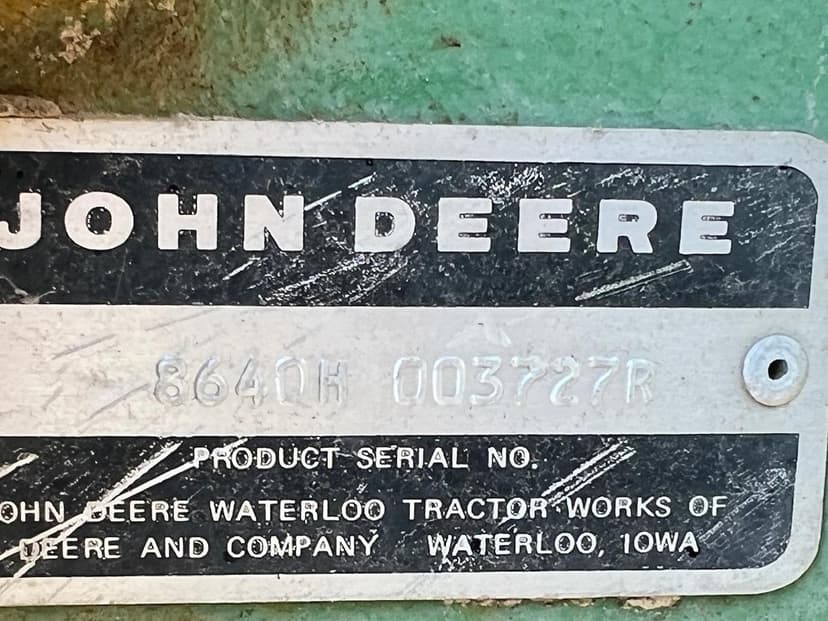 JOHN DEERE
8640H 003727R
PRODUCT SERIAL NO.
OHN DEERE WATERLOO TRACTOR WORKS OF
DEERE AND COMPANY WATERLOO, IOWA